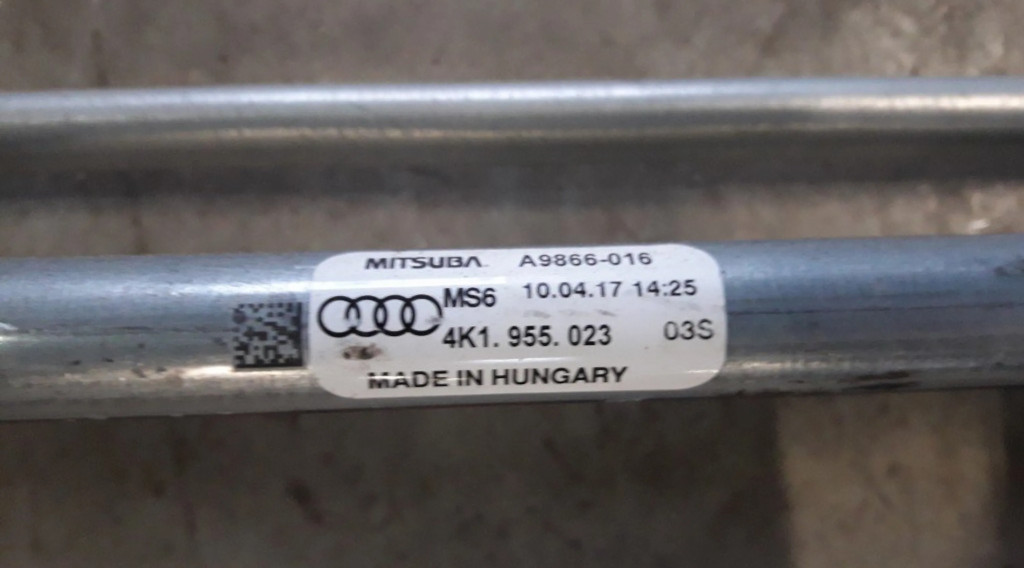 MITSUBA A9866-016
MS6 10.04.17 14:25
4K1. 955. 023 03S
MADE IN HUNGARY